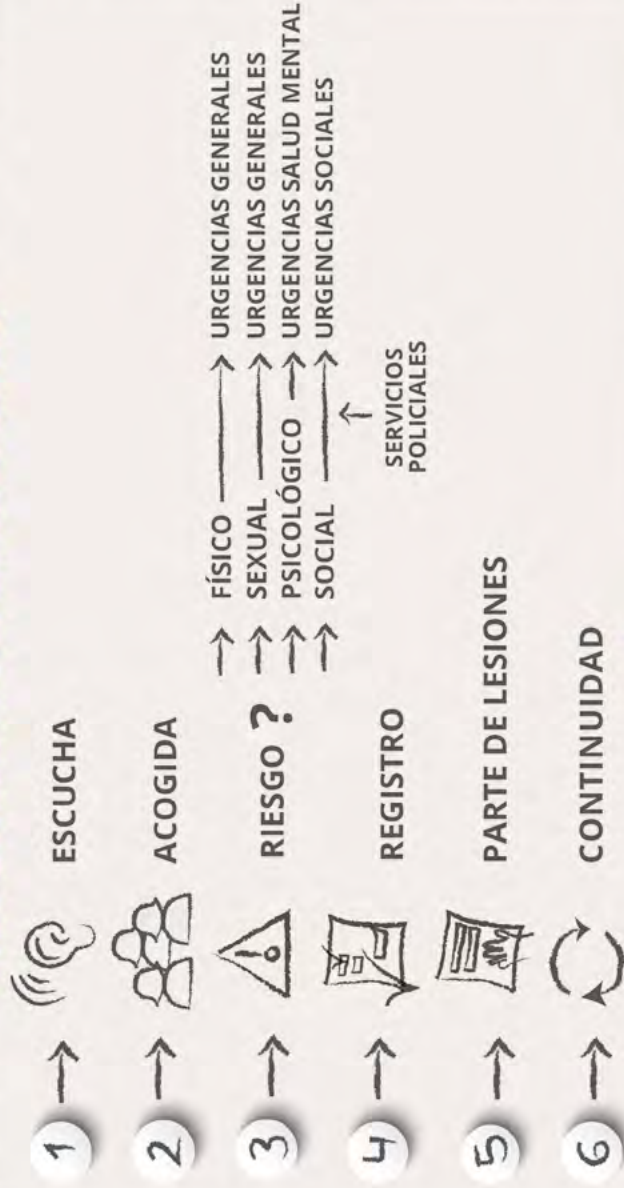 1 ESCUCHA
2 ACOGIDA
3 RIESGO ?
FÍSICO URGENCIAS GENERALES
SEXUAL URGENCIAS GENERALES
PSICOLÓGICO URGENCIAS SALUD MENTAL
SOCIAL URGENCIAS SOCIALES
SERVICIOS
POLICIALES
4 REGISTRO
5 PARTE DE LESIONES
6 CONTINUIDAD